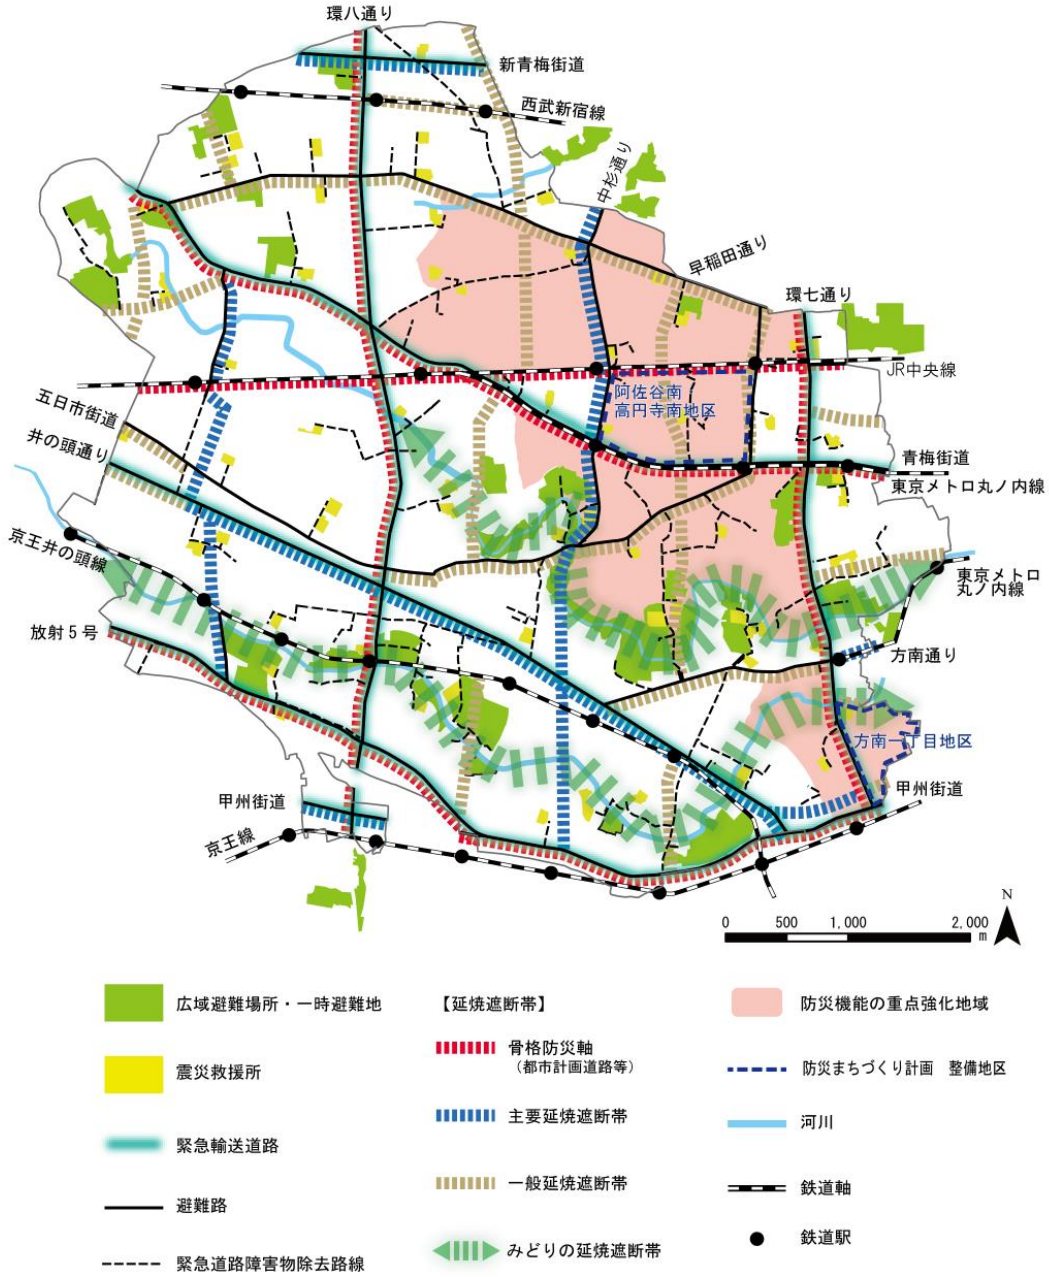 環八通り
新青梅街道
西武新宿線
中杉通り
早稲田通り
環七通り
JR中央線
五日市街道
井の頭通り
阿佐谷南
高円寺南地区
青梅街道
東京メトロ丸ノ内線
京王井の頭線
東京メトロ
丸ノ内線
放射5号
方南通り
方南一丁目地区
甲州街道
甲州街道
京王線
N
0 500 1,000 2,000
m
広域避難場所・一時避難地
震災救援所
緊急輸送道路
避難路
緊急道路障害物除去路線
【延焼遮断帯】
骨格防災軸
(都市計画道路等)
主要延焼遮断帯
一般延焼遮断帯
みどりの延焼遮断帯
防災機能の重点強化地域
防災まちづくり計画 整備地区
河川
鉄道軸
鉄道駅